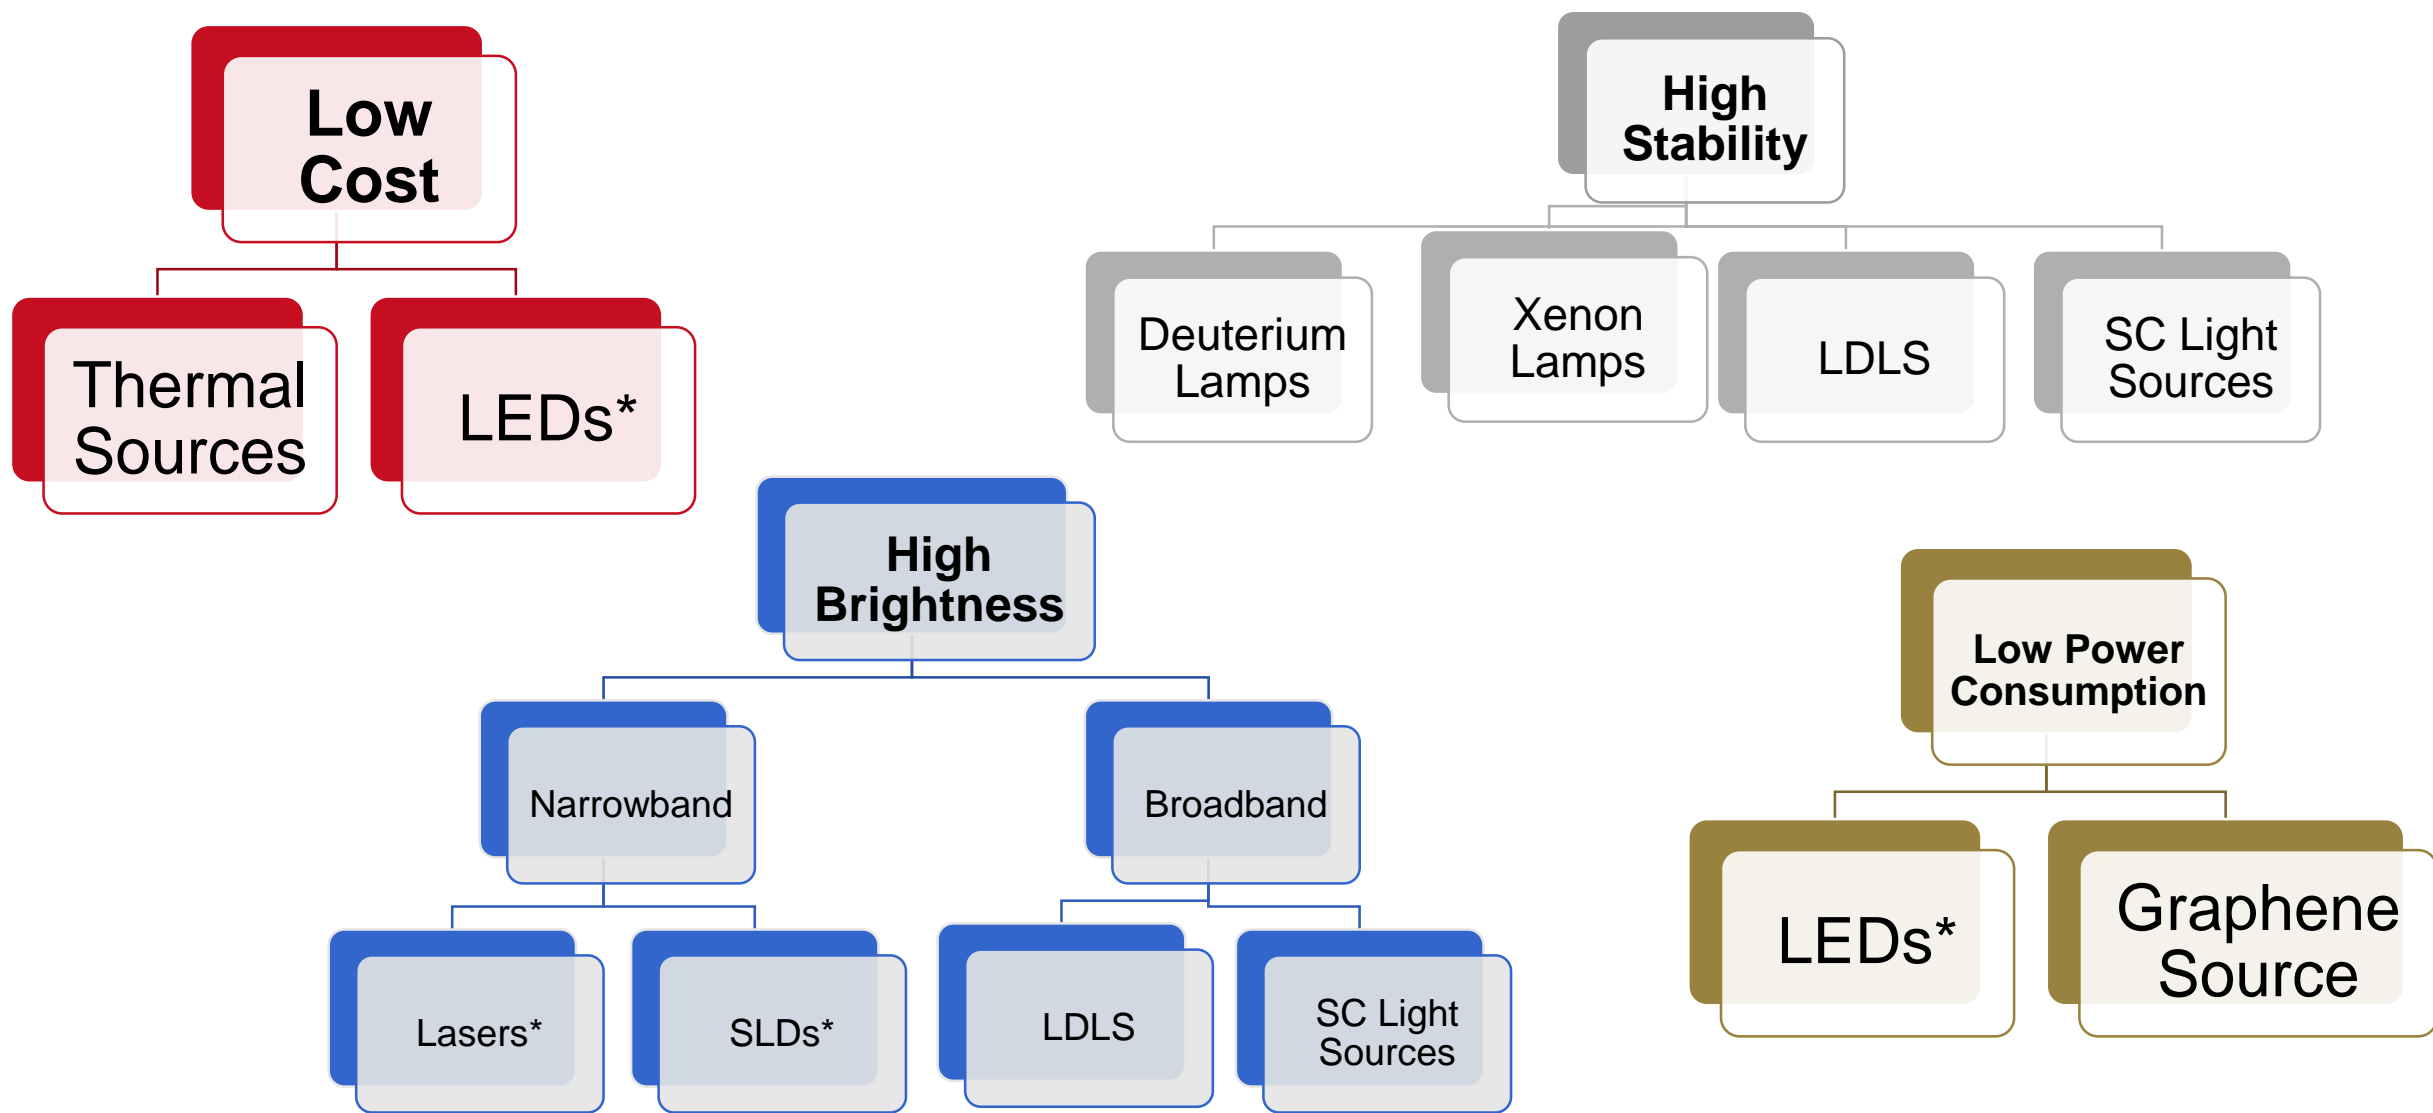 Low
Cost
Thermal
Sources
LEDs*
High
Stability
Deuterium
Lamps
Xenon
Lamps
LDLS
SC Light
Sources
High
Brightness
Narrowband
Broadband
Lasers*
SLDs*
LDLS
SC Light
Sources
Low Power
Consumption
LEDs*
Graphene
Source